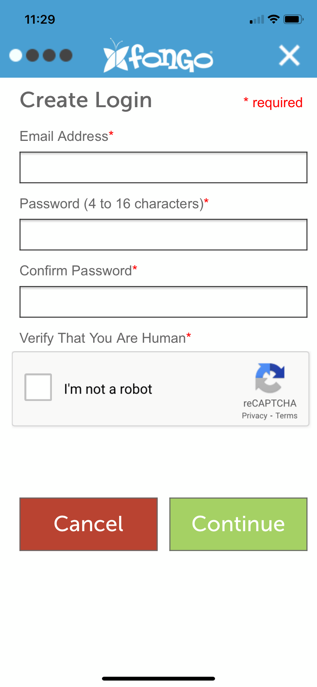 11:29
fongo
Create Login
* required
Email Address*
Password (4 to 16 characters)*
Confirm Password*
Verify That You Are Human*
I'm not a robot
reCAPTCHA
Privacy - Terms
Cancel
Continue